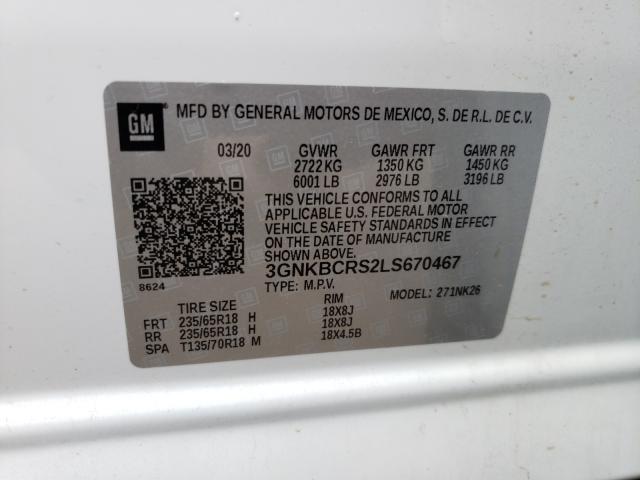 GM MFD BY GENERAL MOTORS DE MEXICO, S. DE R.L. DE C.V.
03/20 GVWR GAWR FRT GAWR RR
2722 KG 1350 KG 1450 KG
6001 LB 2976 LB 3196 LB
THIS VEHICLE CONFORMS TO ALL
APPLICABLE U.S. FEDERAL MOTOR
VEHICLE SAFETY STANDARDS IN EFFECT
ON THE DATE OF MANUFACTURE
SHOWN ABOVE.
3GNKBCRS2LS670467
8624
TYPE: M.P.V. MODEL: 271NK26
TIRE SIZE RIM
FRT 235/65R18 H 18X8J
RR 235/65R18 H 18X8J
SPA T135/70R18 M 18X4.5B